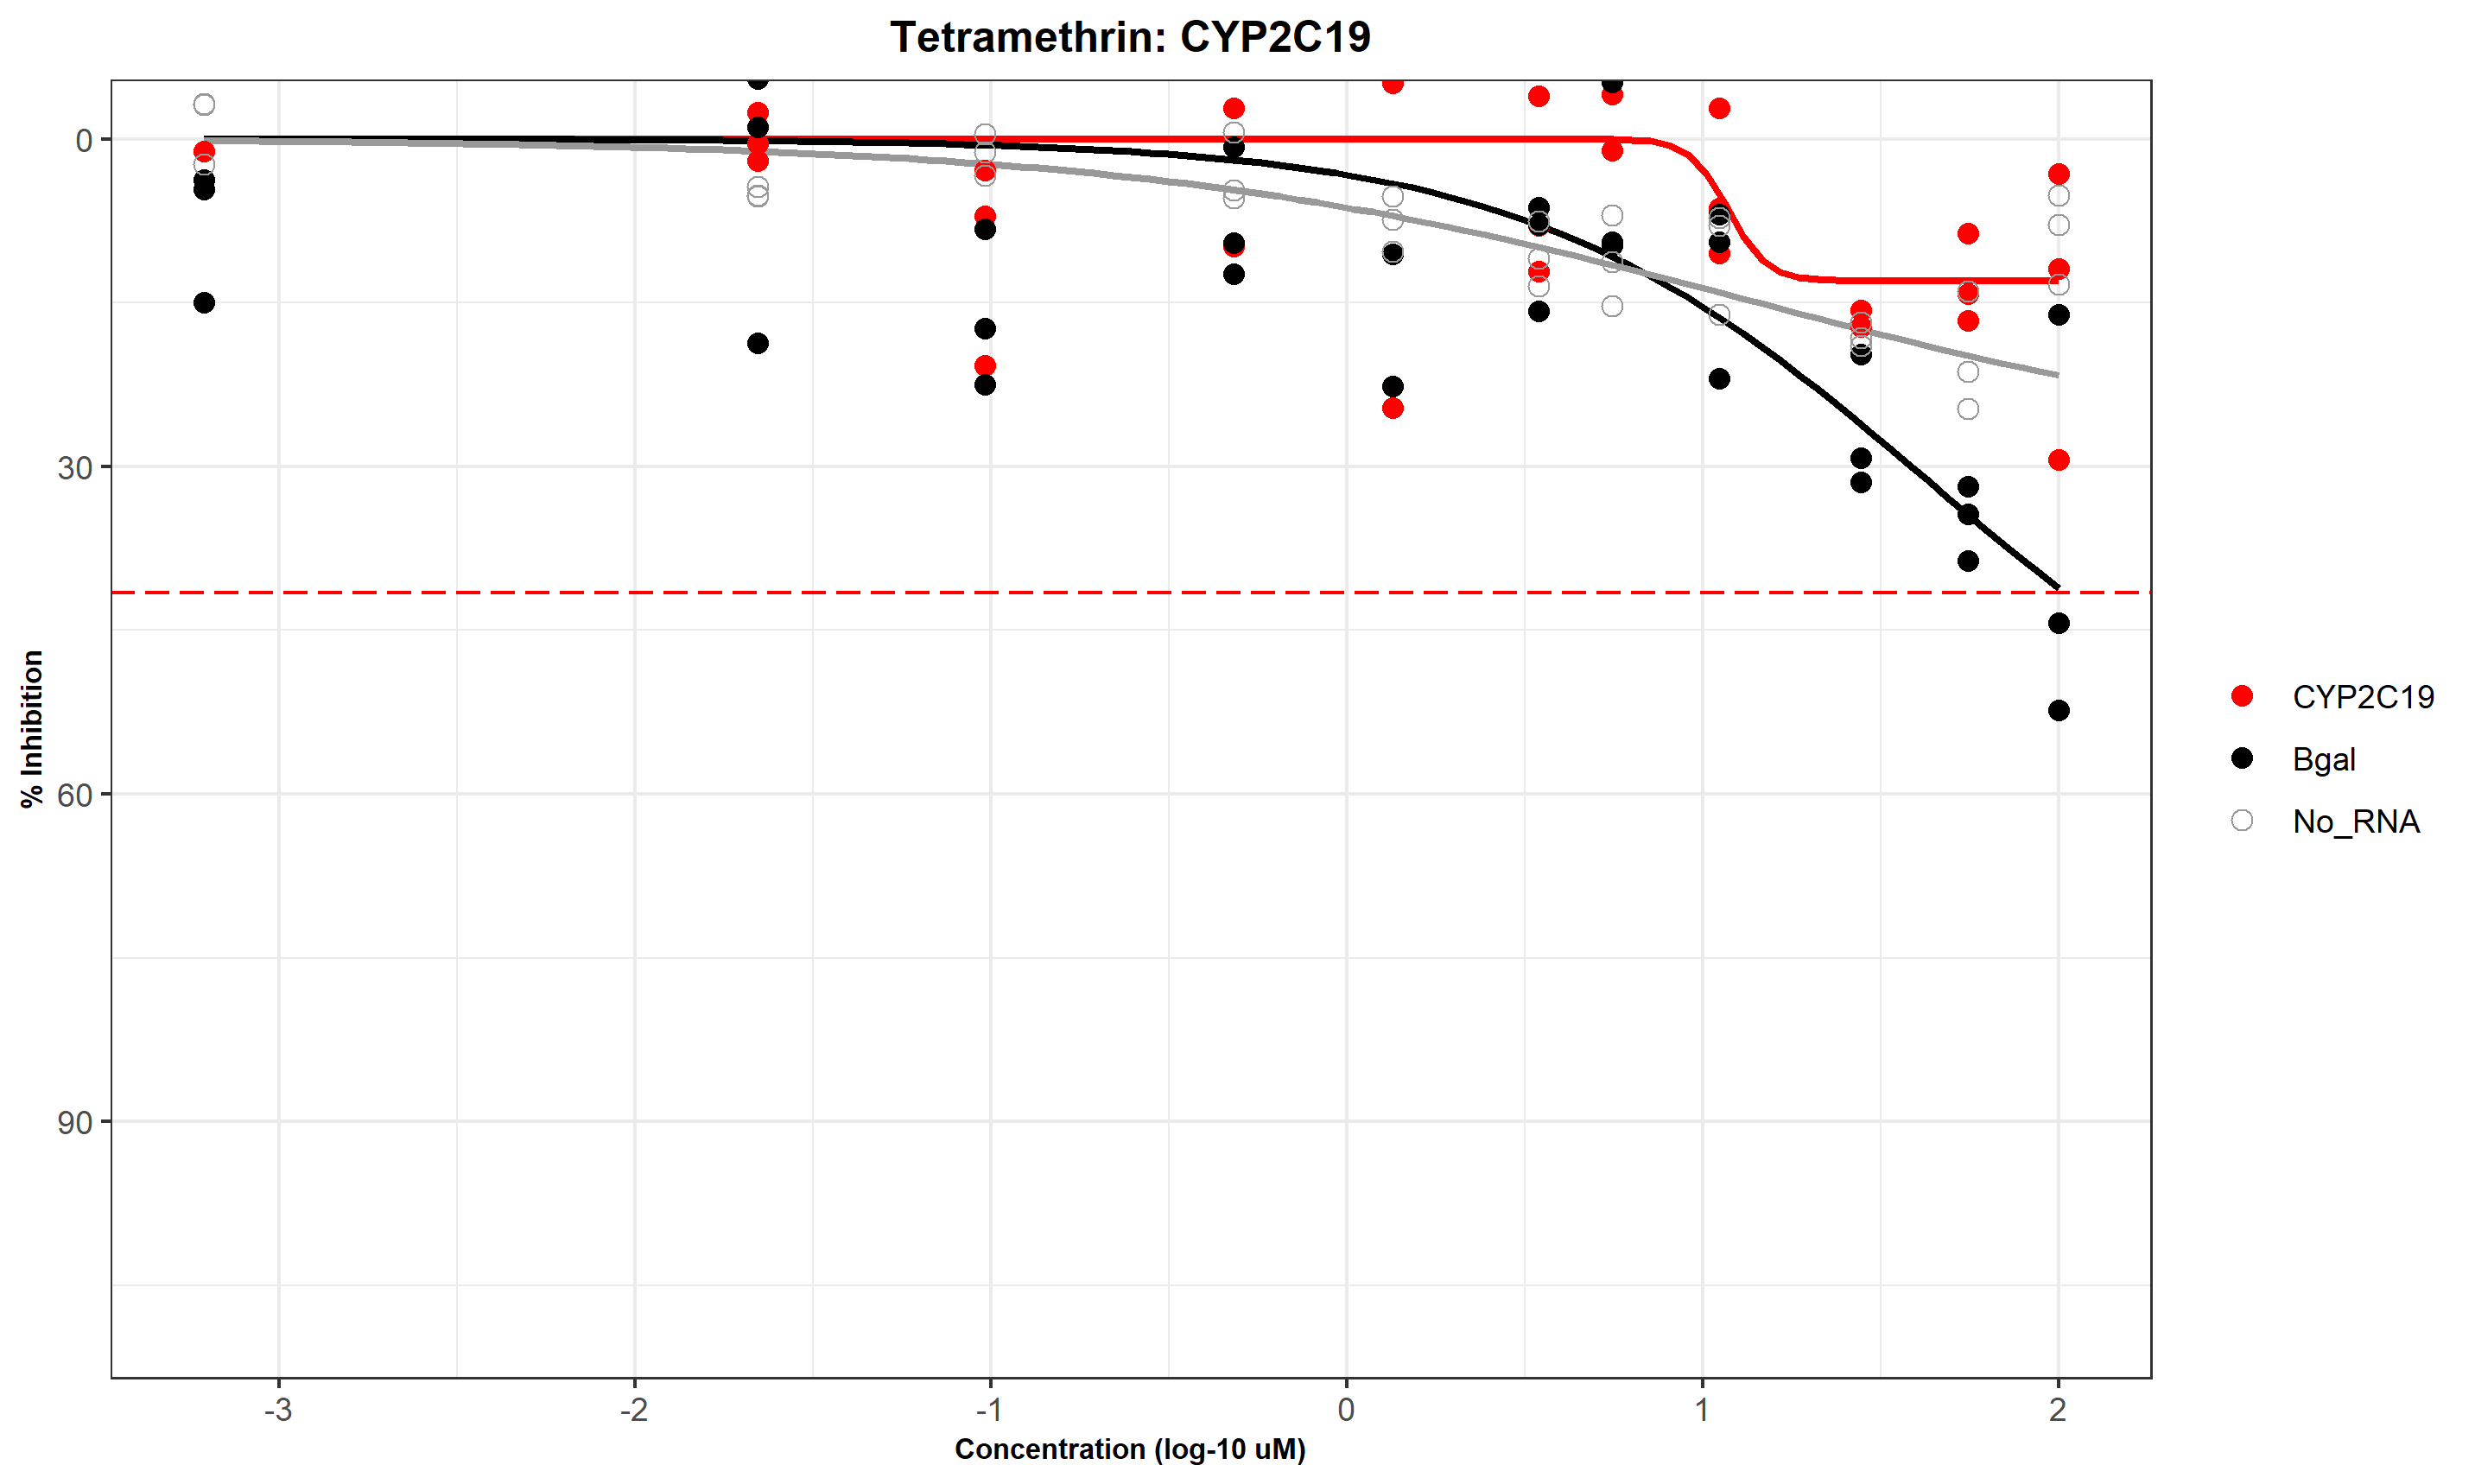 Tetramethrin: CYP2C19
% Inhibition
0
30
60
90
-3
-2
-1
0
1
2
Concentration (log-10 uM)
CYP2C19
Bgal
No_RNA